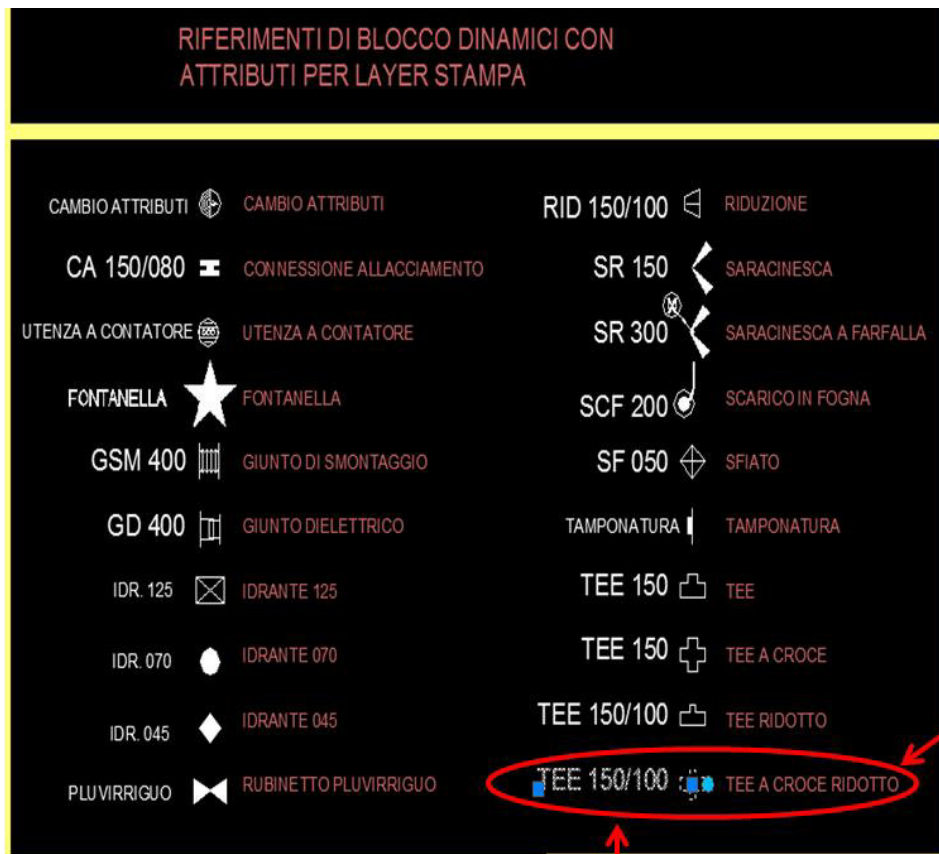 RIFERIMENTI DI BLOCCO DINAMICI CON
ATTRIBUTI PER LAYER STAMPA
CAMBIO ATTRIBUTI CAMBIO ATTRIBUTI
CA 150/080 CONNESSIONE ALLACCIAMENTO
UTENZA A CONTATORE UTENZA A CONTATORE
FONTANELLA FONTANELLA
GSM 400 GIUNTO DI SMONTAGGIO
GD 400 GIUNTO DIELETTRICO
IDR. 125 IDRANTE 125
IDR. 070 IDRANTE 070
IDR. 045 IDRANTE 045
PLUVIRRIGUO RUBINETTO PLUVIRRIGUO
RID 150/100 RIDUZIONE
SR 150 SARACINESCA
SR 300 SARACINESCA A FARFALLA
SCF 200 SCARICO IN FOGNA
SF 050 SFIATO
TAMPONATURA TAMPONATURA
TEE 150 TEE
TEE 150 TEE A CROCE
TEE 150/100 TEE RIDOTTO
TEE 150/100 TEE A CROCE RIDOTTO